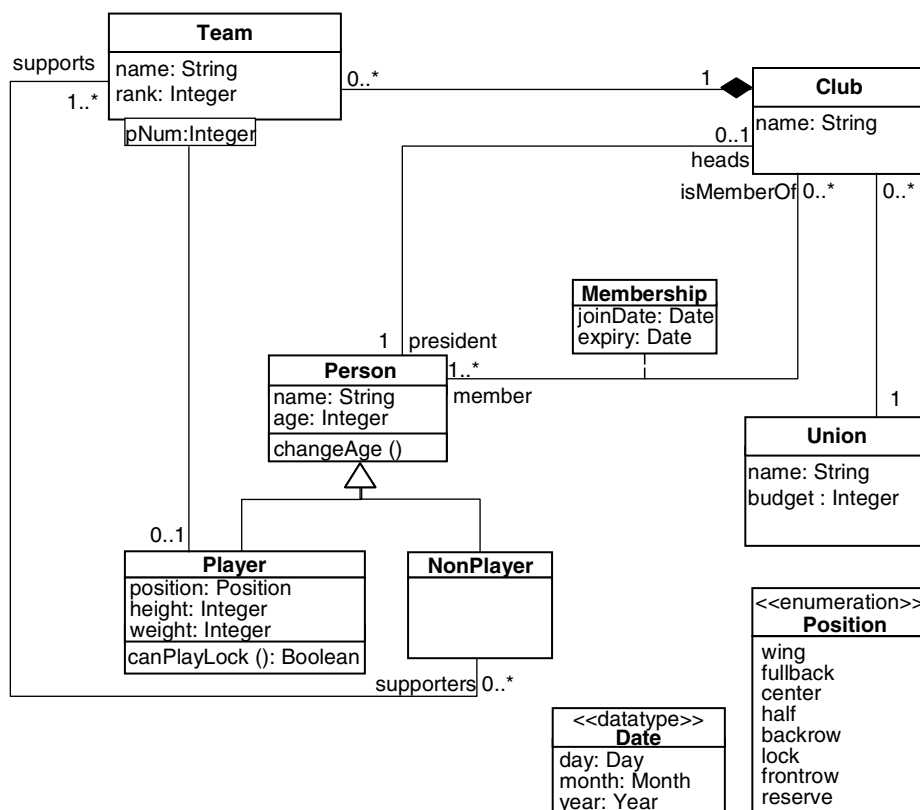 Team
name: String
rank: Integer
pNum:Integer
supports
1..*
0..*
1
Club
name: String
0..1
heads
isMemberOf
0..*
0..*
Membership
joinDate: Date
expiry: Date
1
president
Person
name: String
age: Integer
changeAge ()
1..*
member
1
Union
name: String
budget : Integer
0..1
Player
position: Position
height: Integer
weight: Integer
canPlayLock (): Boolean
NonPlayer
supporters
0..*
<<enumeration>>
Position
wing
fullback
center
half
backrow
lock
frontrow
reserve
<<datatype>>
Date
day: Day
month: Month
year: Year